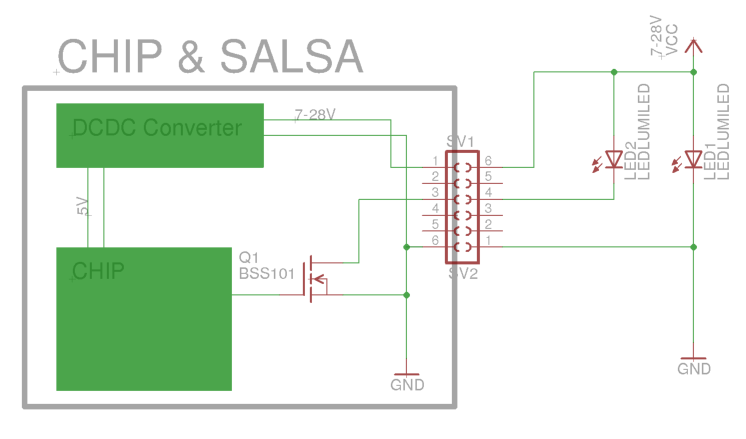 CHIP & SALSA
7-28V
VCC
DCDC Converter
7-28V
SV1
1
2
3
4
5
6
6
5
4
3
2
1
SV2
LED2
LEDLUMILED
LED1
LEDLUMILED
5V
CHIP
Q1
BSS101
GND
GND